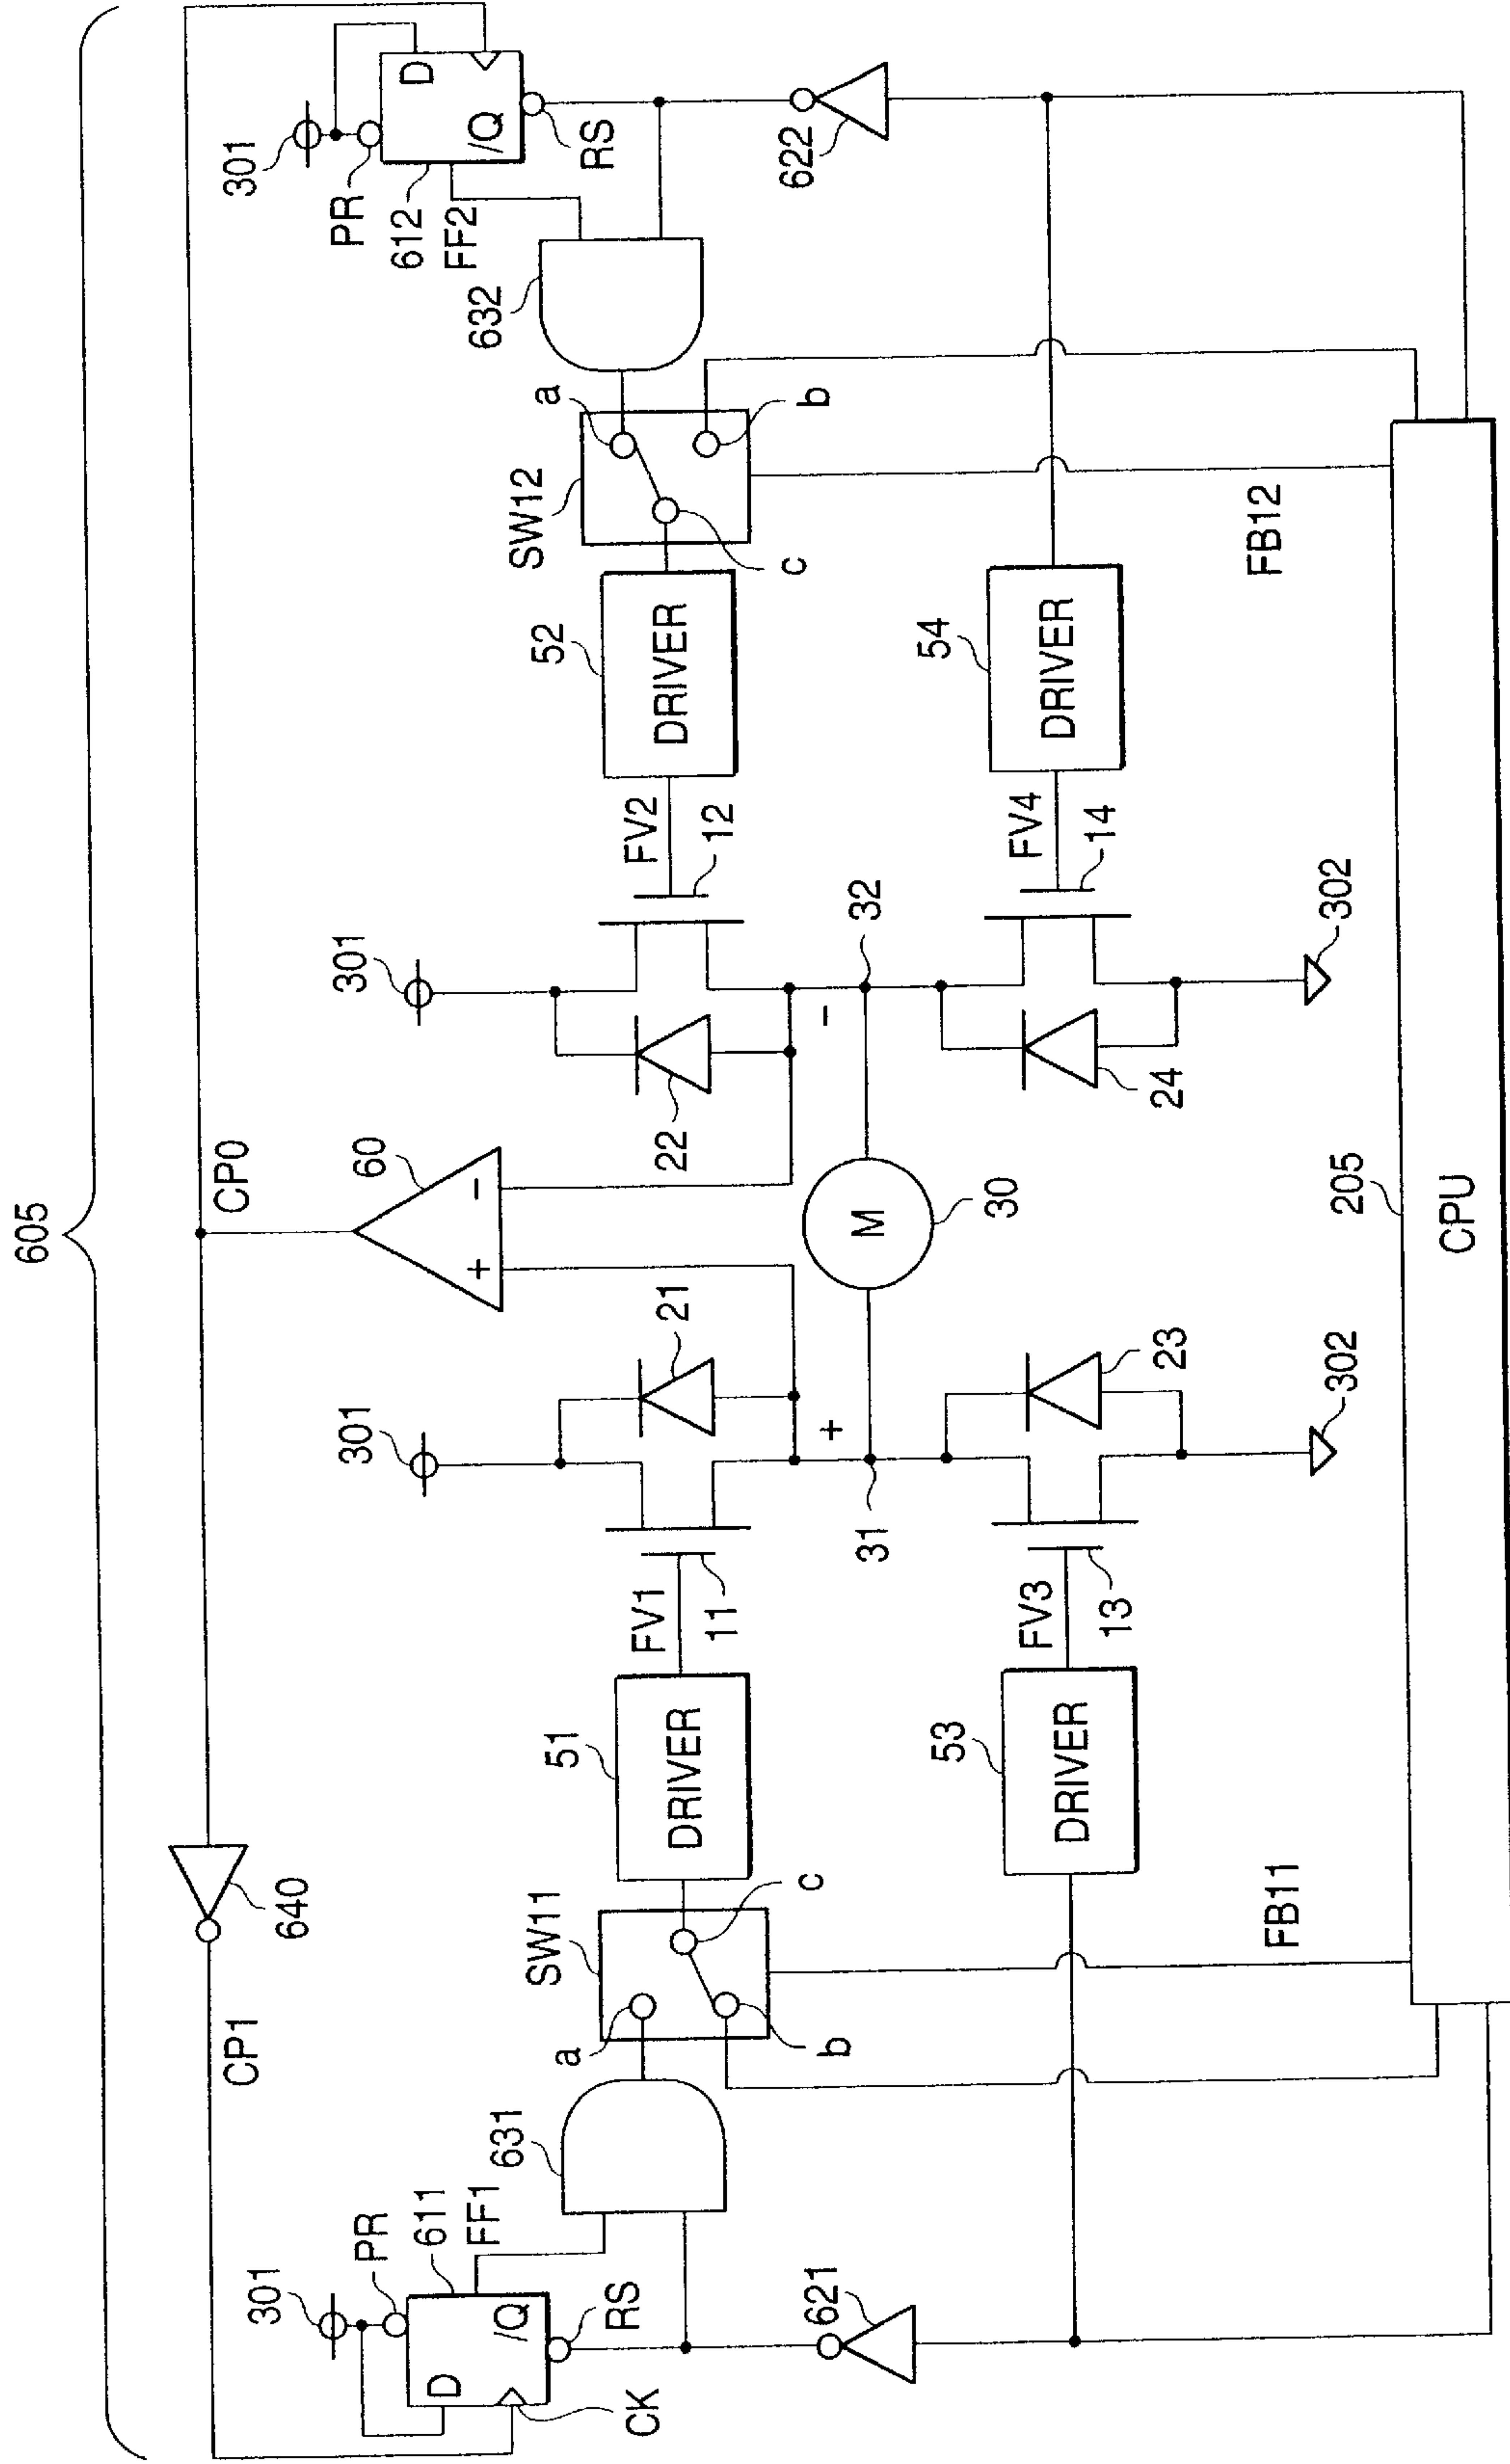 605
CP1
640
CP0
301
PR
D
611
/Q
FF1
CK
RS
631
621
a
b
c
SW11
51
DRIVER
FV1
11
301
21
60
+
-
301
22
12
FV2
52
DRIVER
SW12
a
b
c
632
301
PR
D
612
/Q
FF2
RS
622
+
31
M
30
-
32
53
DRIVER
FV3
13
23
302
24
14
FV4
54
DRIVER
302
FB11
205
CPU
FB12